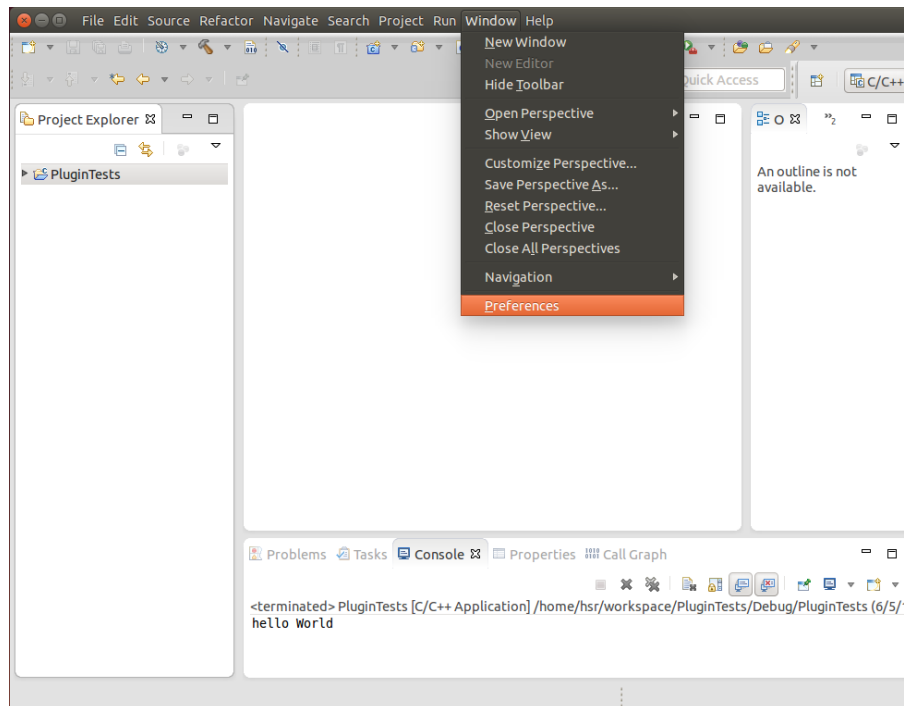 File Edit Source Refactor Navigate Search Project Run Window Help
New Window
New Editor
Hide Toolbar
Open Perspective
Show View
Customize Perspective...
Save Perspective As...
Reset Perspective...
Close Perspective
Close All Perspectives
Navigation
Preferences
Quick Access
C/C++
Project Explorer
PluginTests
O
»2
An outline is not
available.
Problems Tasks Console Properties Call Graph
<terminated> PluginTests [C/C++ Application] /home/hsr/workspace/PluginTests/Debug/PluginTests (6/5/
hello World